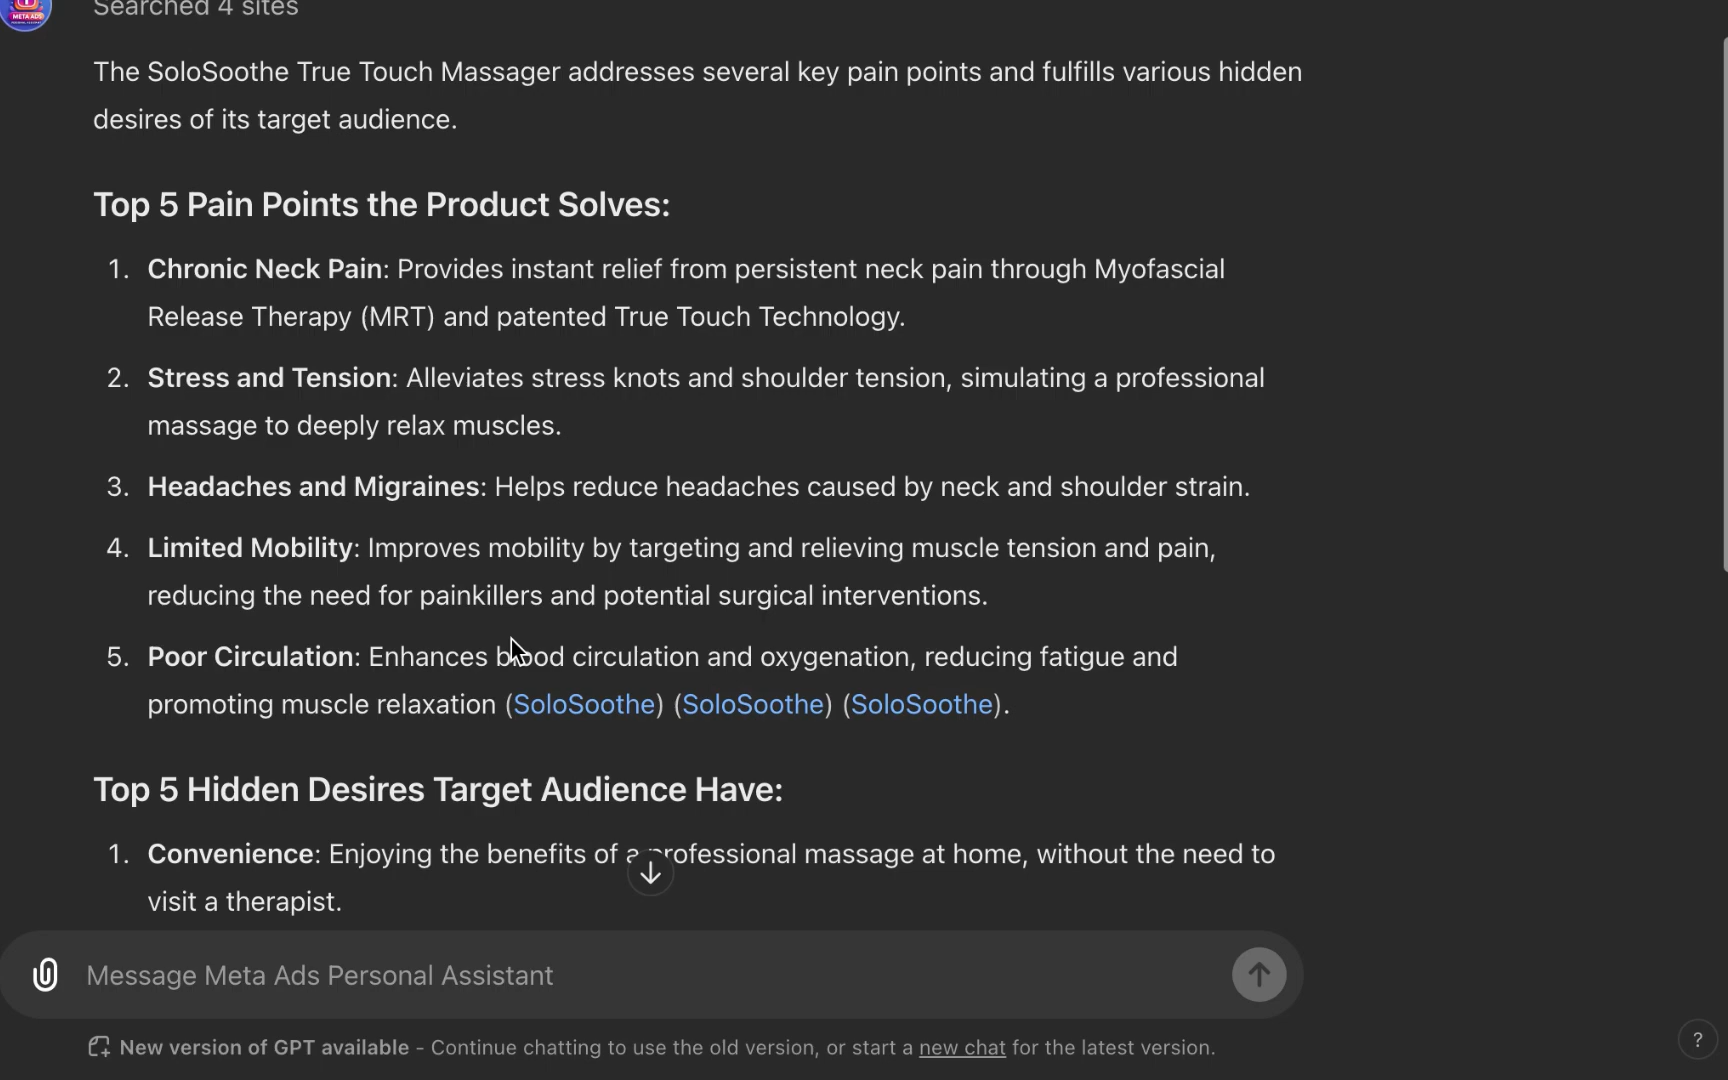 META ADS
Searched 4 sites
The SoloSoothe True Touch Massager addresses several key pain points and fulfills various hidden
desires of its target audience.
Top 5 Pain Points the Product Solves:
1. Chronic Neck Pain: Provides instant relief from persistent neck pain through Myofascial
Release Therapy (MRT) and patented True Touch Technology.
2. Stress and Tension: Alleviates stress knots and shoulder tension, simulating a professional
massage to deeply relax muscles.
3. Headaches and Migraines: Helps reduce headaches caused by neck and shoulder strain.
4. Limited Mobility: Improves mobility by targeting and relieving muscle tension and pain,
reducing the need for painkillers and potential surgical interventions.
5. Poor Circulation: Enhances blood circulation and oxygenation, reducing fatigue and
promoting muscle relaxation (SoloSoothe) (SoloSoothe) (SoloSoothe).
Top 5 Hidden Desires Target Audience Have:
1. Convenience: Enjoying the benefits of a professional massage at home, without the need to
visit a therapist.
Message Meta Ads Personal Assistant
New version of GPT available - Continue chatting to use the old version, or start a new chat for the latest version.
?